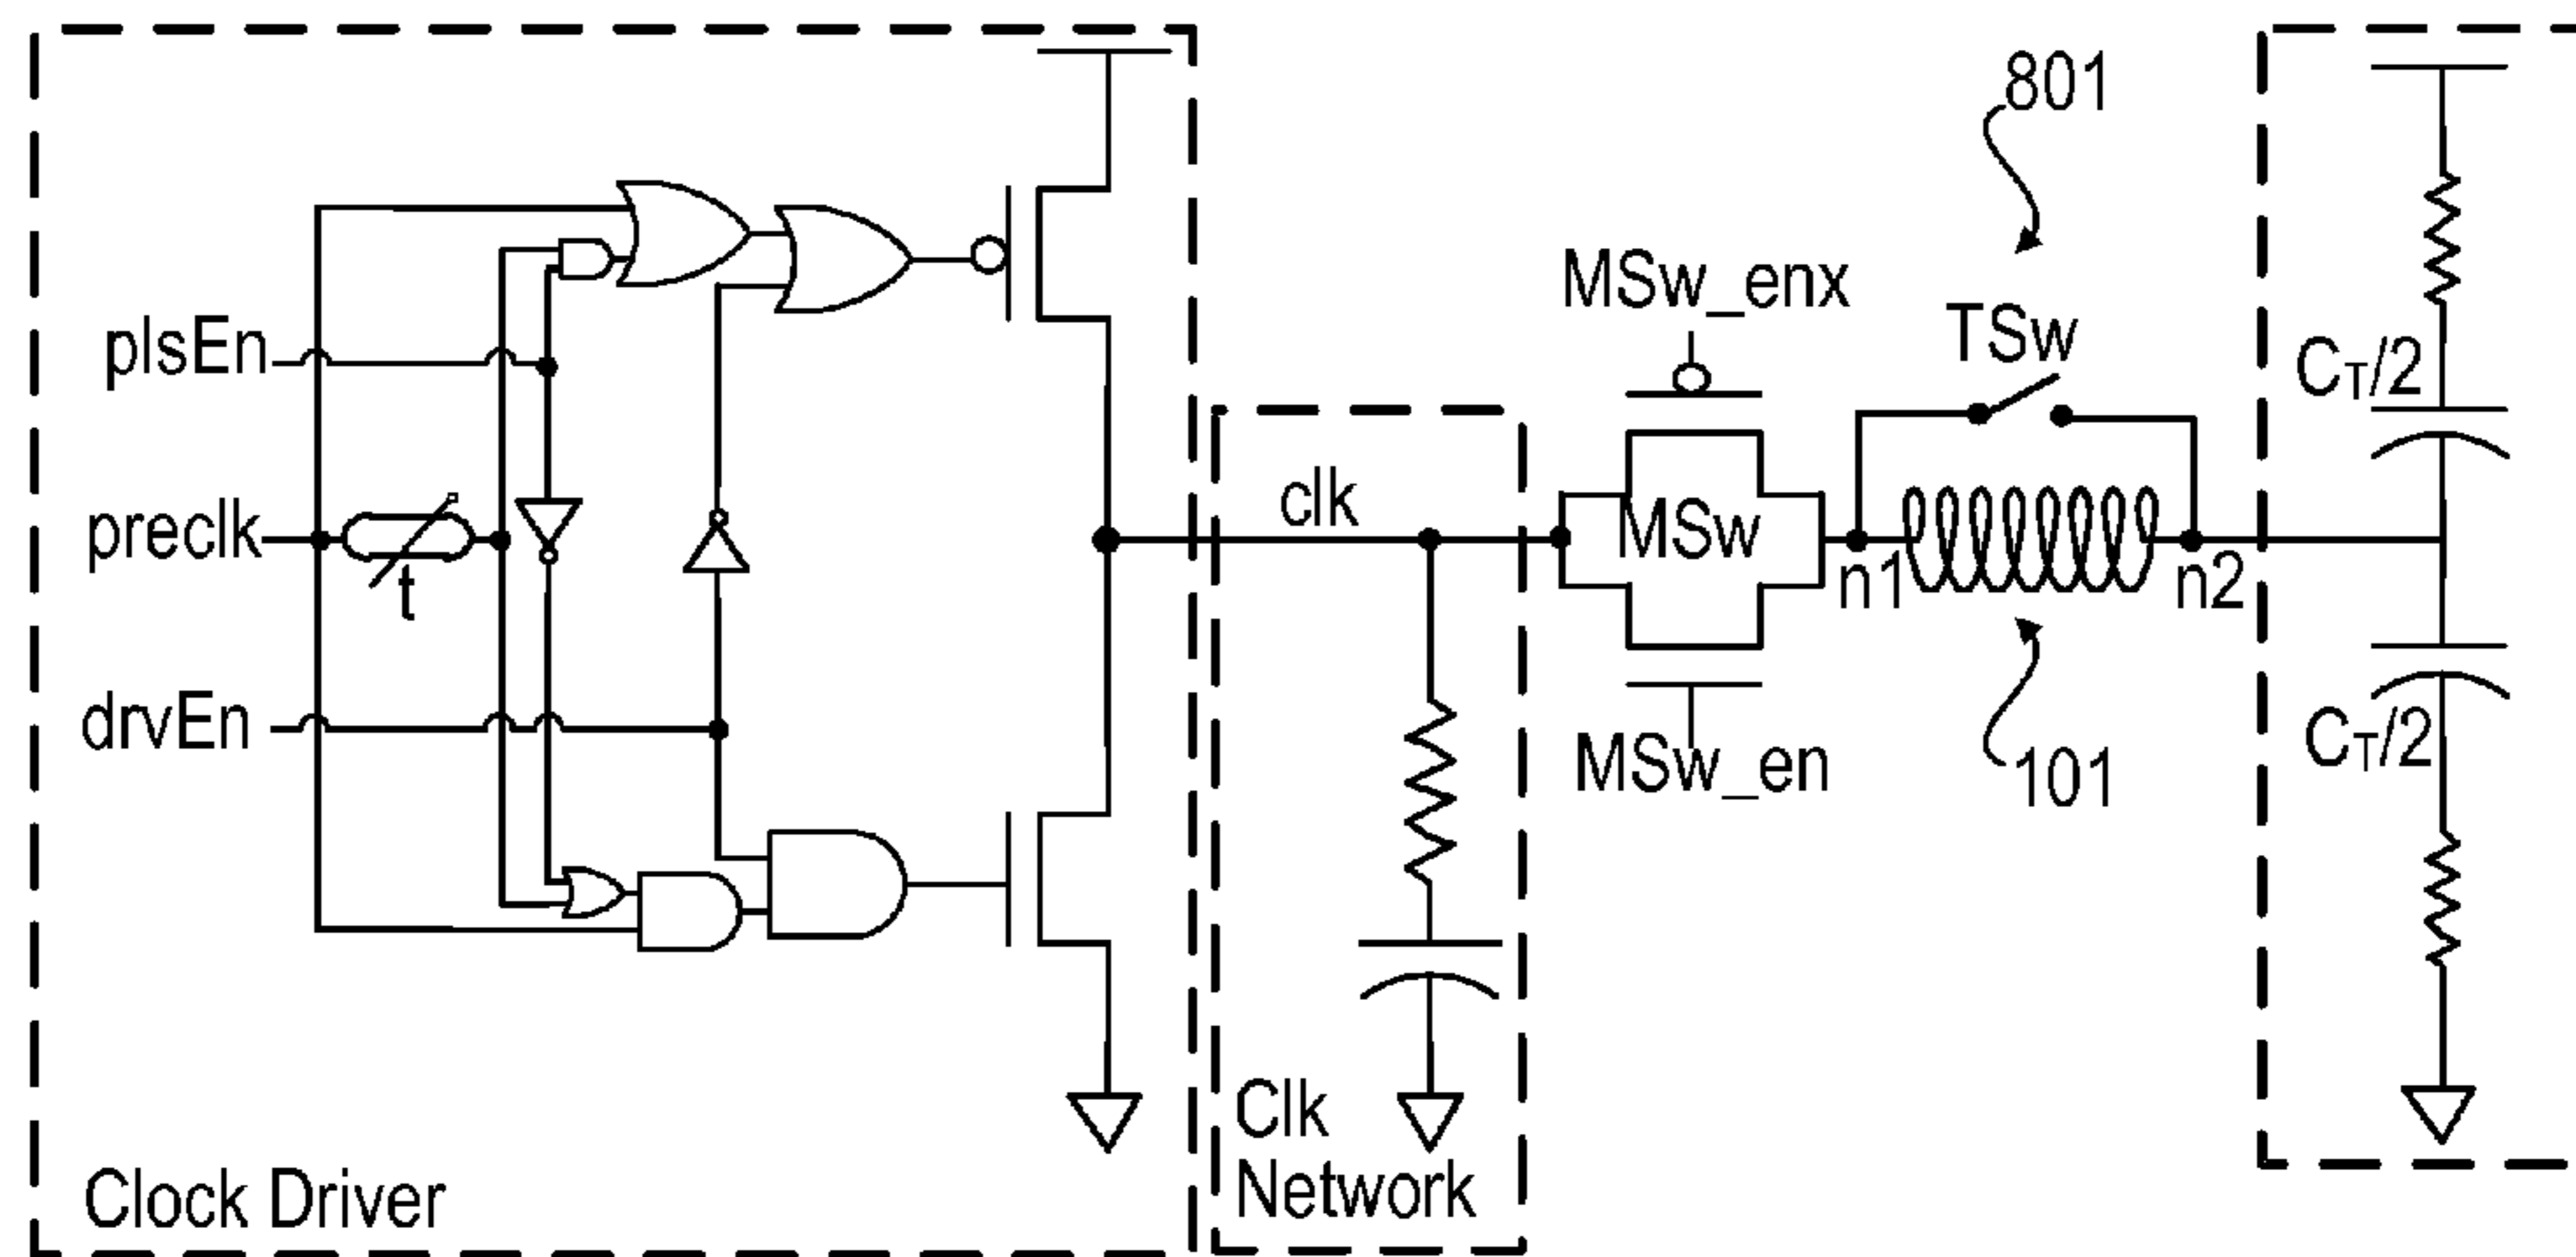 801
MSw_enx
TSw
plsEn
CT/2
preclk
t
clk
MSw
n1
n2
drvEn
MSw_en
CT/2
101
Clk
Network
Clock Driver